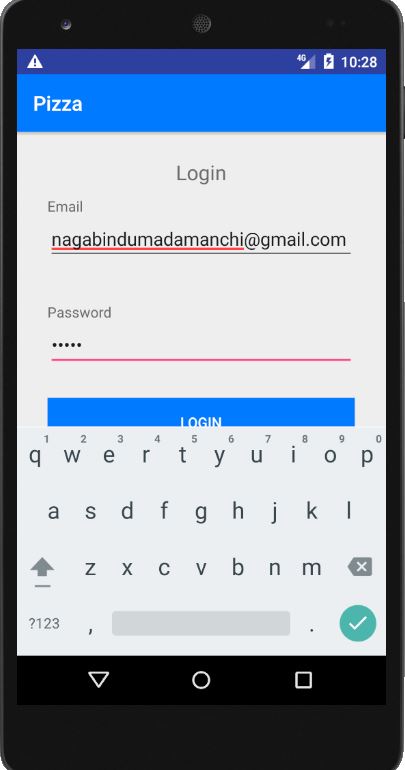 4G 10:28
Pizza
Login
Email
nagabindumadamanchi@gmail.com
Password
•••••
LOGIN
1 2 3 4 5 6 7 8 9 0
q w e r t y u i o p
a s d f g h j k l
z x c v b n m
?123 , .